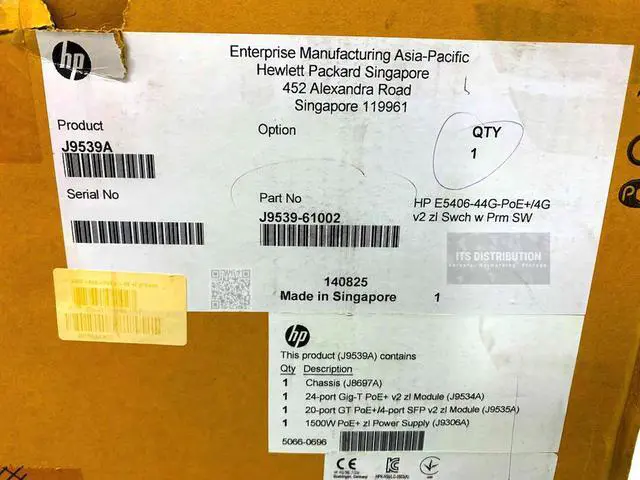 hp
Enterprise Manufacturing Asia-Pacific
Hewlett Packard Singapore
452 Alexandra Road
Singapore 119961
Product
J9539A
Option
QTY
1
Serial No
Part No
J9539-61002
HP E5406-44G-PoE+/4G
v2 zl Swch w Prm SW
ITS DISTRIBUTION
140825
Made in Singapore
1
hp
This product (J9539A) contains
Qty Description
1 Chassis (J8697A)
1 24-port Gig-T PoE+ v2 zl Module (J9534A)
1 20-port GT PoE+/4-port SFP v2 zl Module (J9535A)
1 1500W PoE+ zl Power Supply (J9306A)
5066-0696
CE